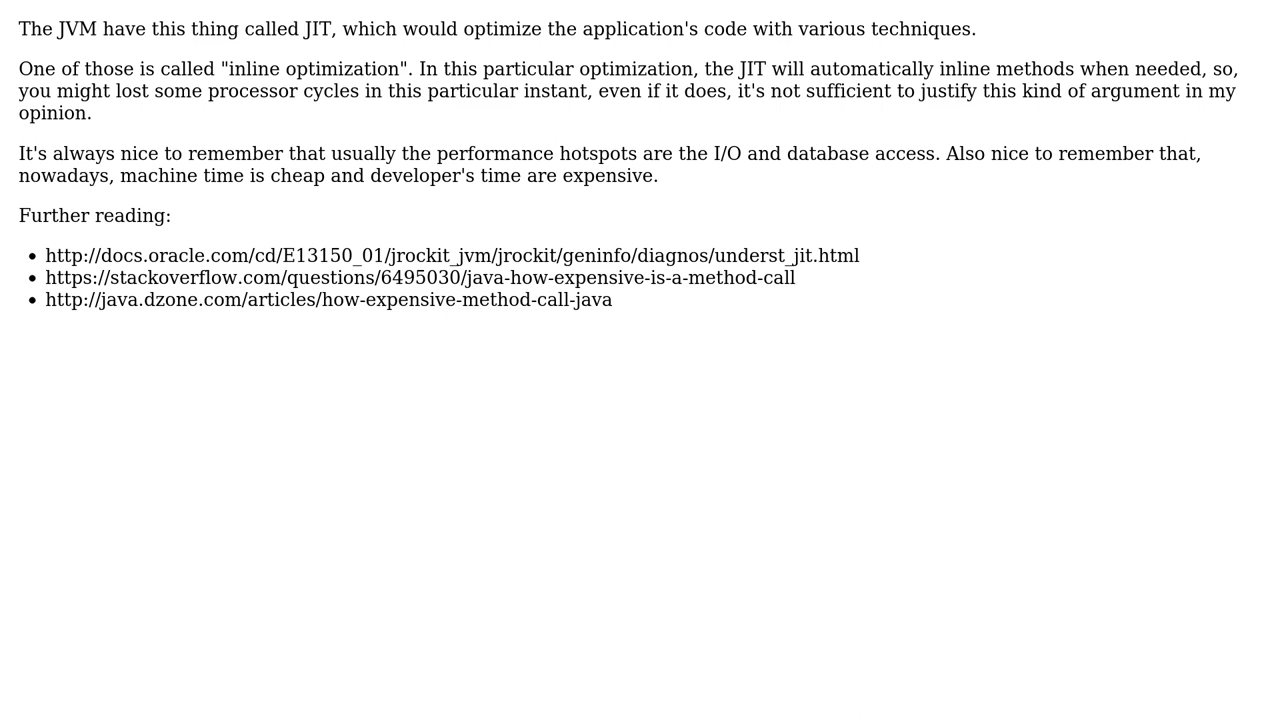 The JVM have this thing called JIT, which would optimize the application's code with various techniques.
One of those is called "inline optimization". In this particular optimization, the JIT will automatically inline methods when needed, so,
you might lost some processor cycles in this particular instant, even if it does, it's not sufficient to justify this kind of argument in my
opinion.
It's always nice to remember that usually the performance hotspots are the I/O and database access. Also nice to remember that,
nowadays, machine time is cheap and developer's time are expensive.
Further reading:
• http://docs.oracle.com/cd/E13150_01/jrockit_jvm/jrockit/geninfo/diagnos/underst_jit.html
• https://stackoverflow.com/questions/6495030/java-how-expensive-is-a-method-call
• http://java.dzone.com/articles/how-expensive-method-call-java